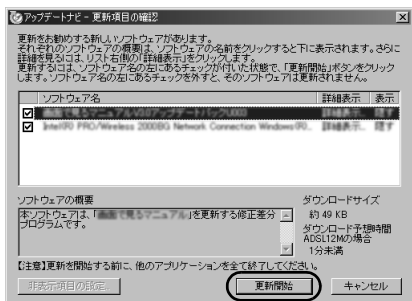 アップデートナビ - 更新項目の確認
更新をお勧めする新しいソフトウェアがあります。
それぞれのソフトウェアの概要は、ソフトウェアの名前をクリックすると下に表示されます。さらに
詳細を見るには、リスト右側の「詳細表示」をクリックします。
更新するには、ソフトウェア名の左にあるチェックが付いた状態で、「更新開始」ボタンをクリック
します。ソフトウェア名の左にあるチェックを外すと、そのソフトウェアは更新されません。
ソフトウェア名 詳細表示 表示
Intel(R) PRO/Wireless 2000BG Network Connection Windows(R)... 詳細表示... 隠す
ソフトウェアの概要
本ソフトウェアは、「画面で見るマニュアル」を更新する修正差分
プログラムです。
ダウンロードサイズ
約 49 KB
ダウンロード予想時間
ADSL12Mの場合
1分未満
【注意】更新を開始する前に、他のアプリケーションを全て終了してください。
非表示項目の設定... 更新開始 キャンセル